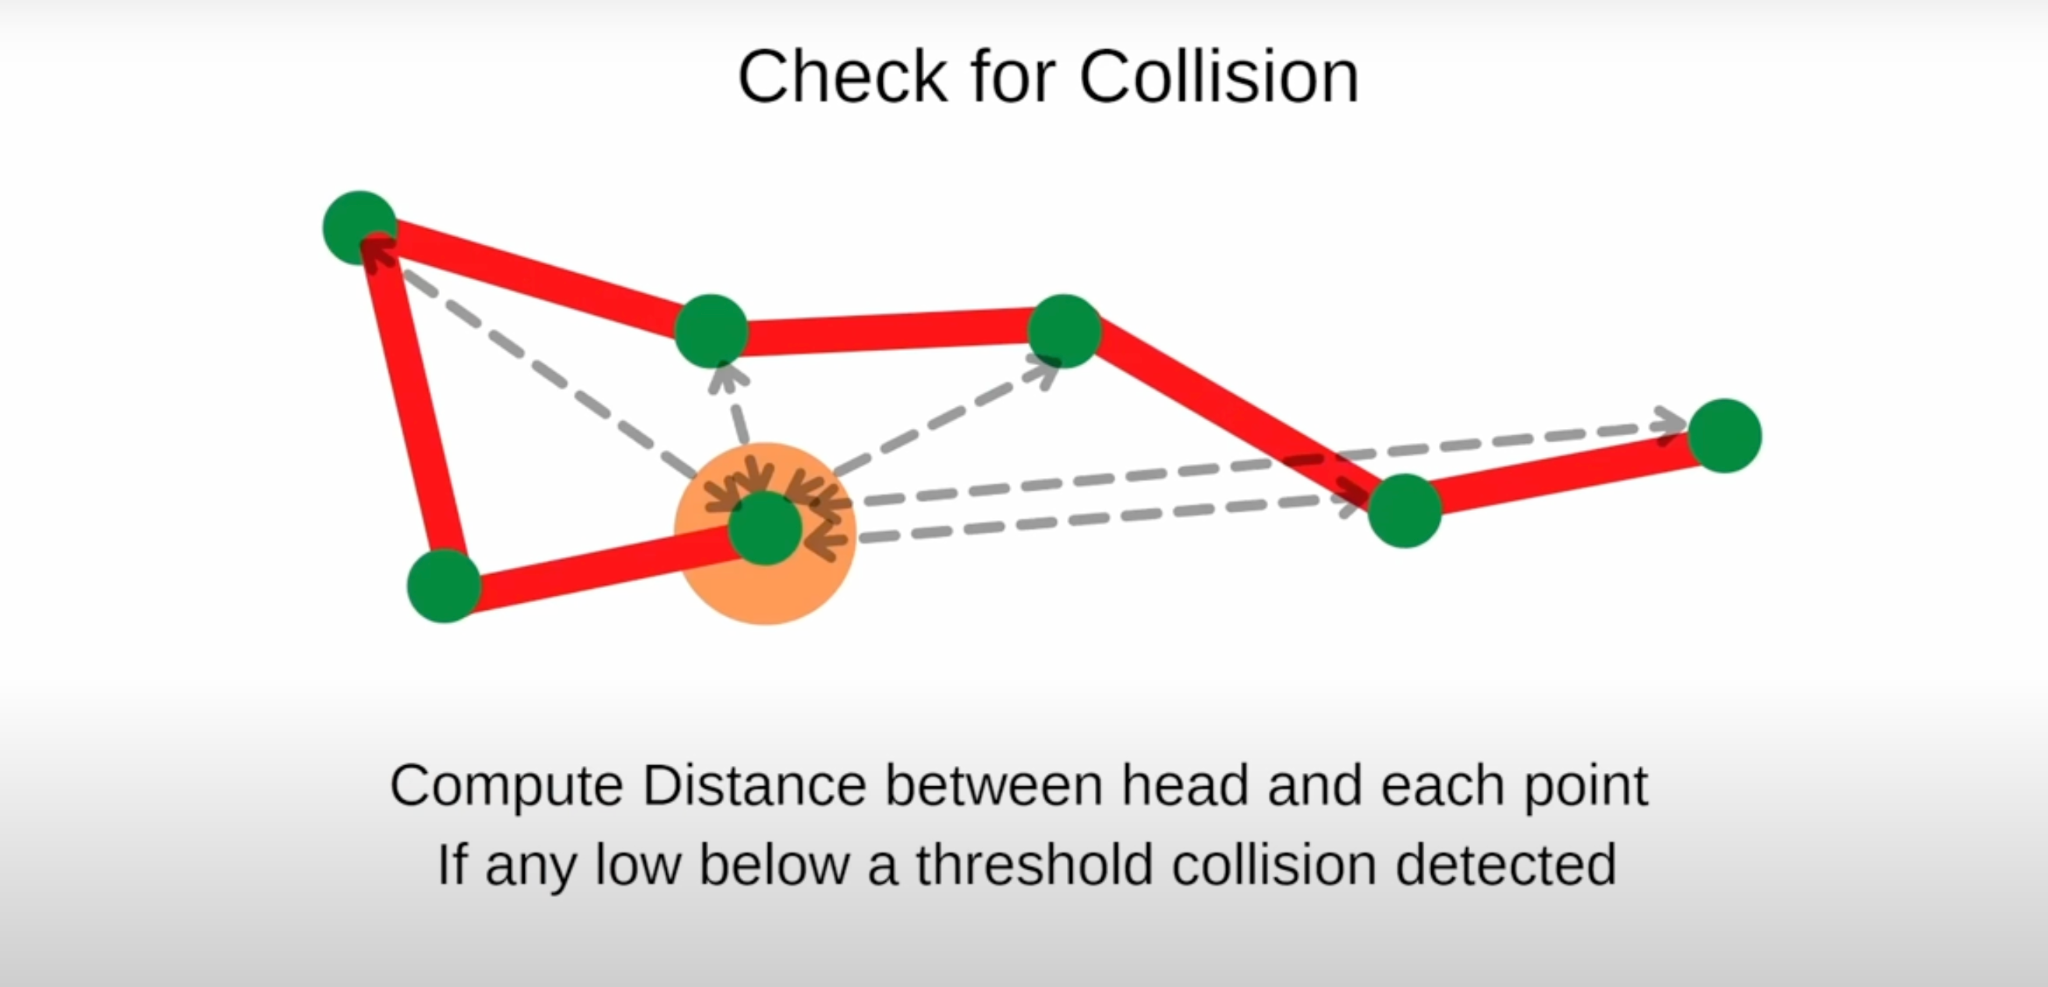 Check for Collision
Compute Distance between head and each point
If any low below a threshold collision detected